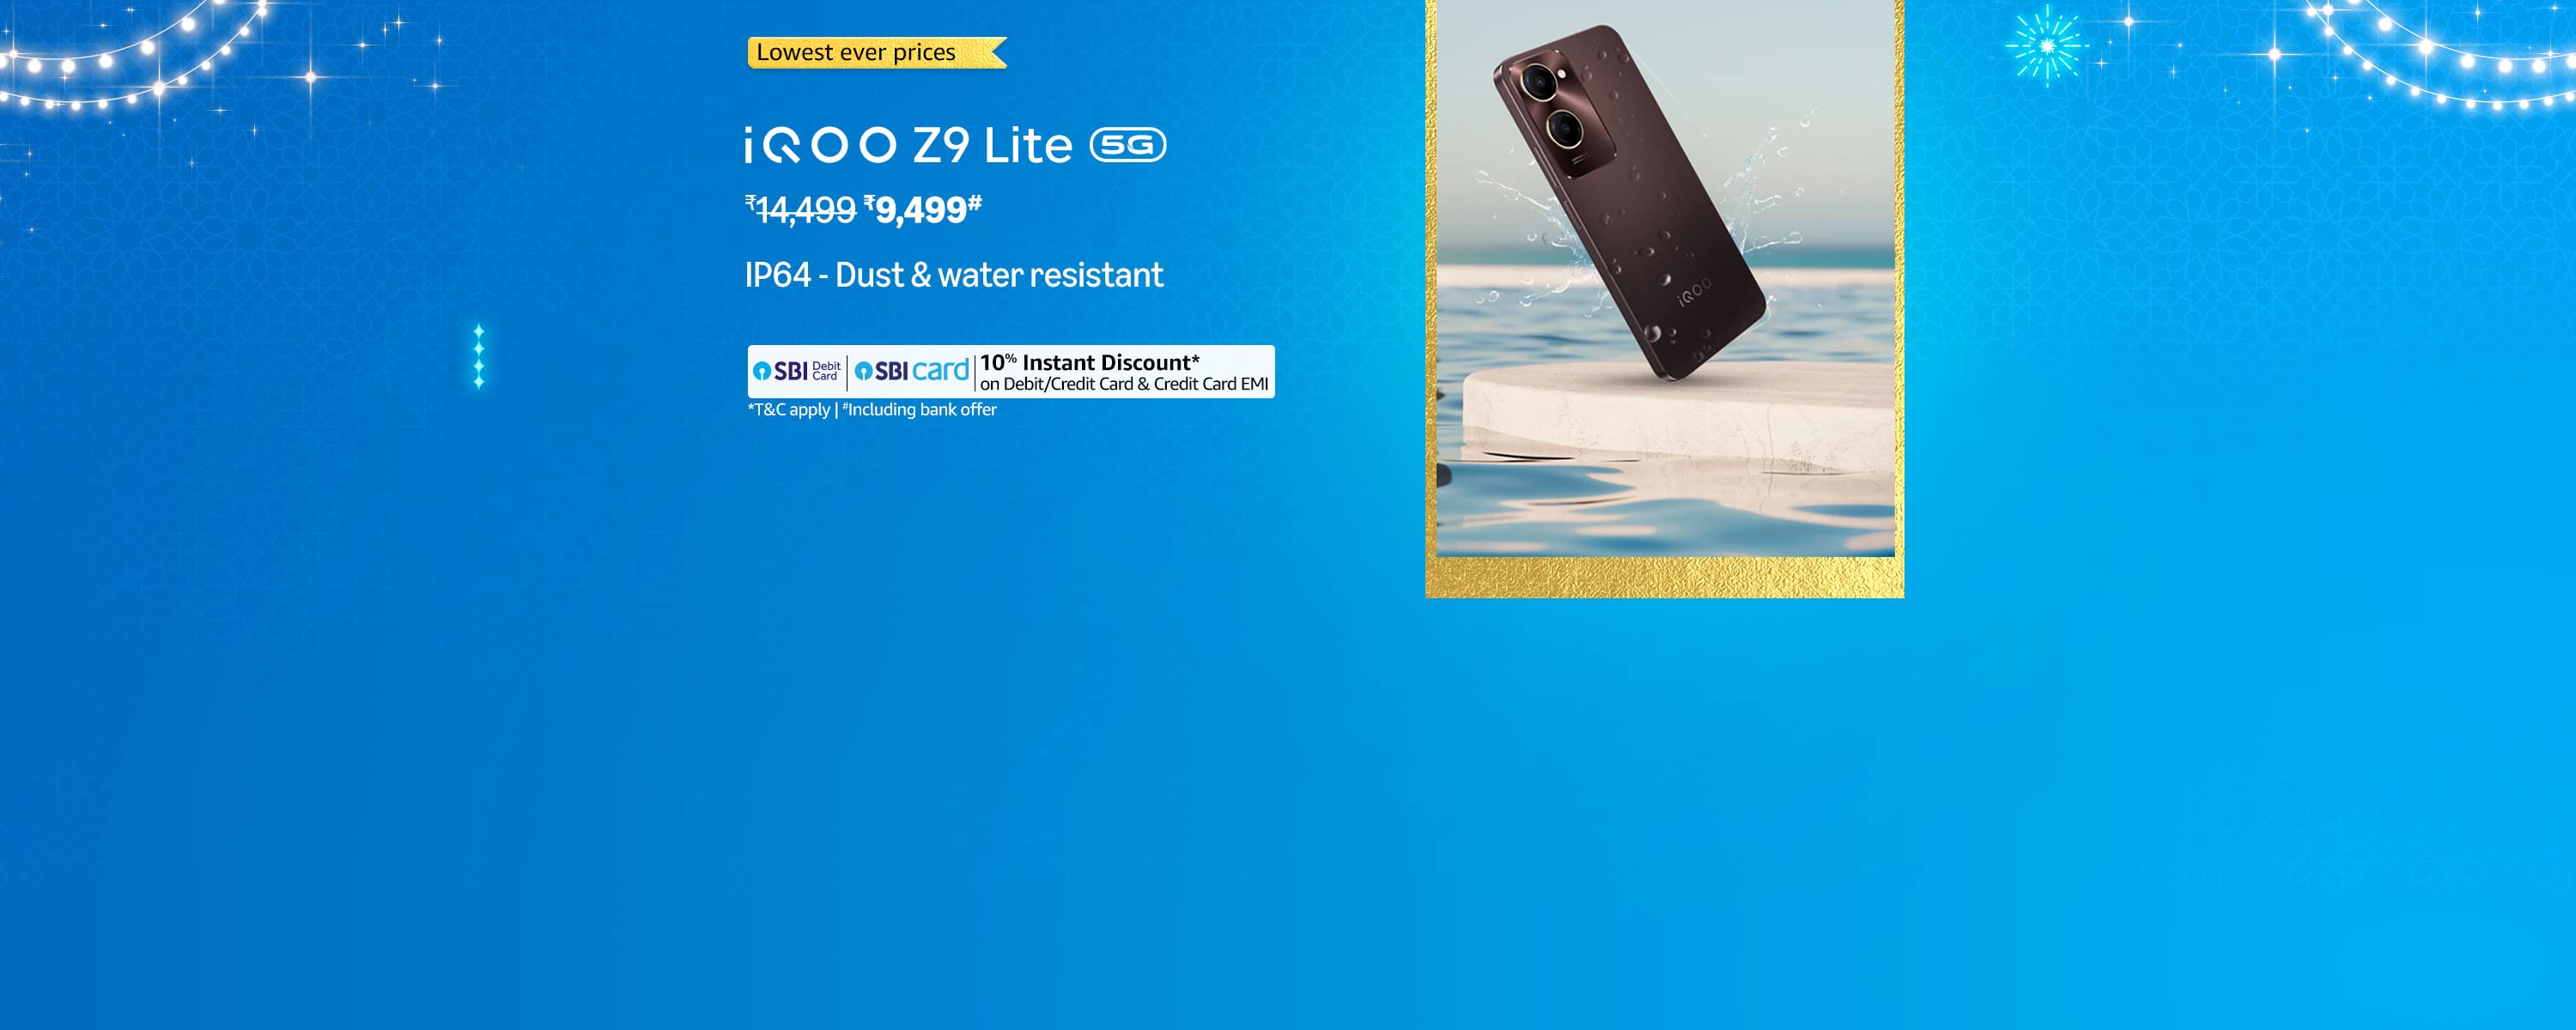 Lowest ever prices
iQOO Z9 Lite 5G
₹14,499 ₹9,499#
IP64 - Dust & water resistant
SBI Debit Card | SBI card | 10% Instant Discount*
on Debit/Credit Card & Credit Card EMI
*T&C apply | #Including bank offer
iQOO